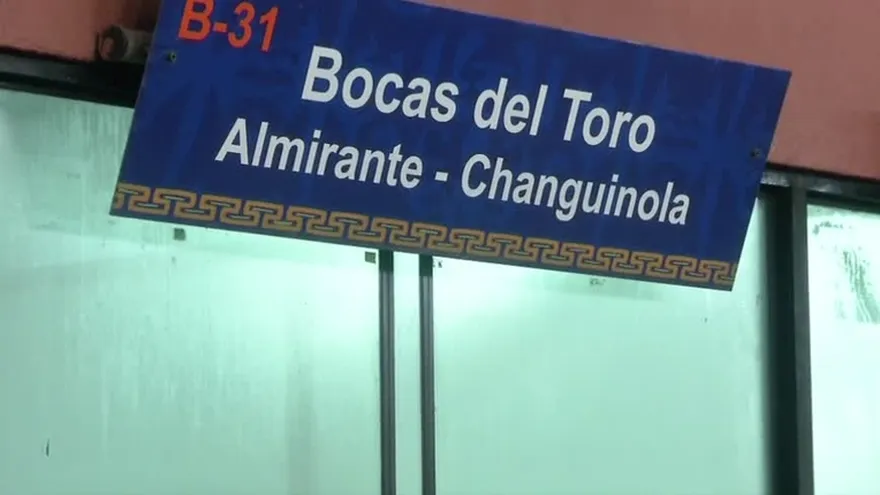 B-31
Bocas del Toro
Almirante - Changuinola